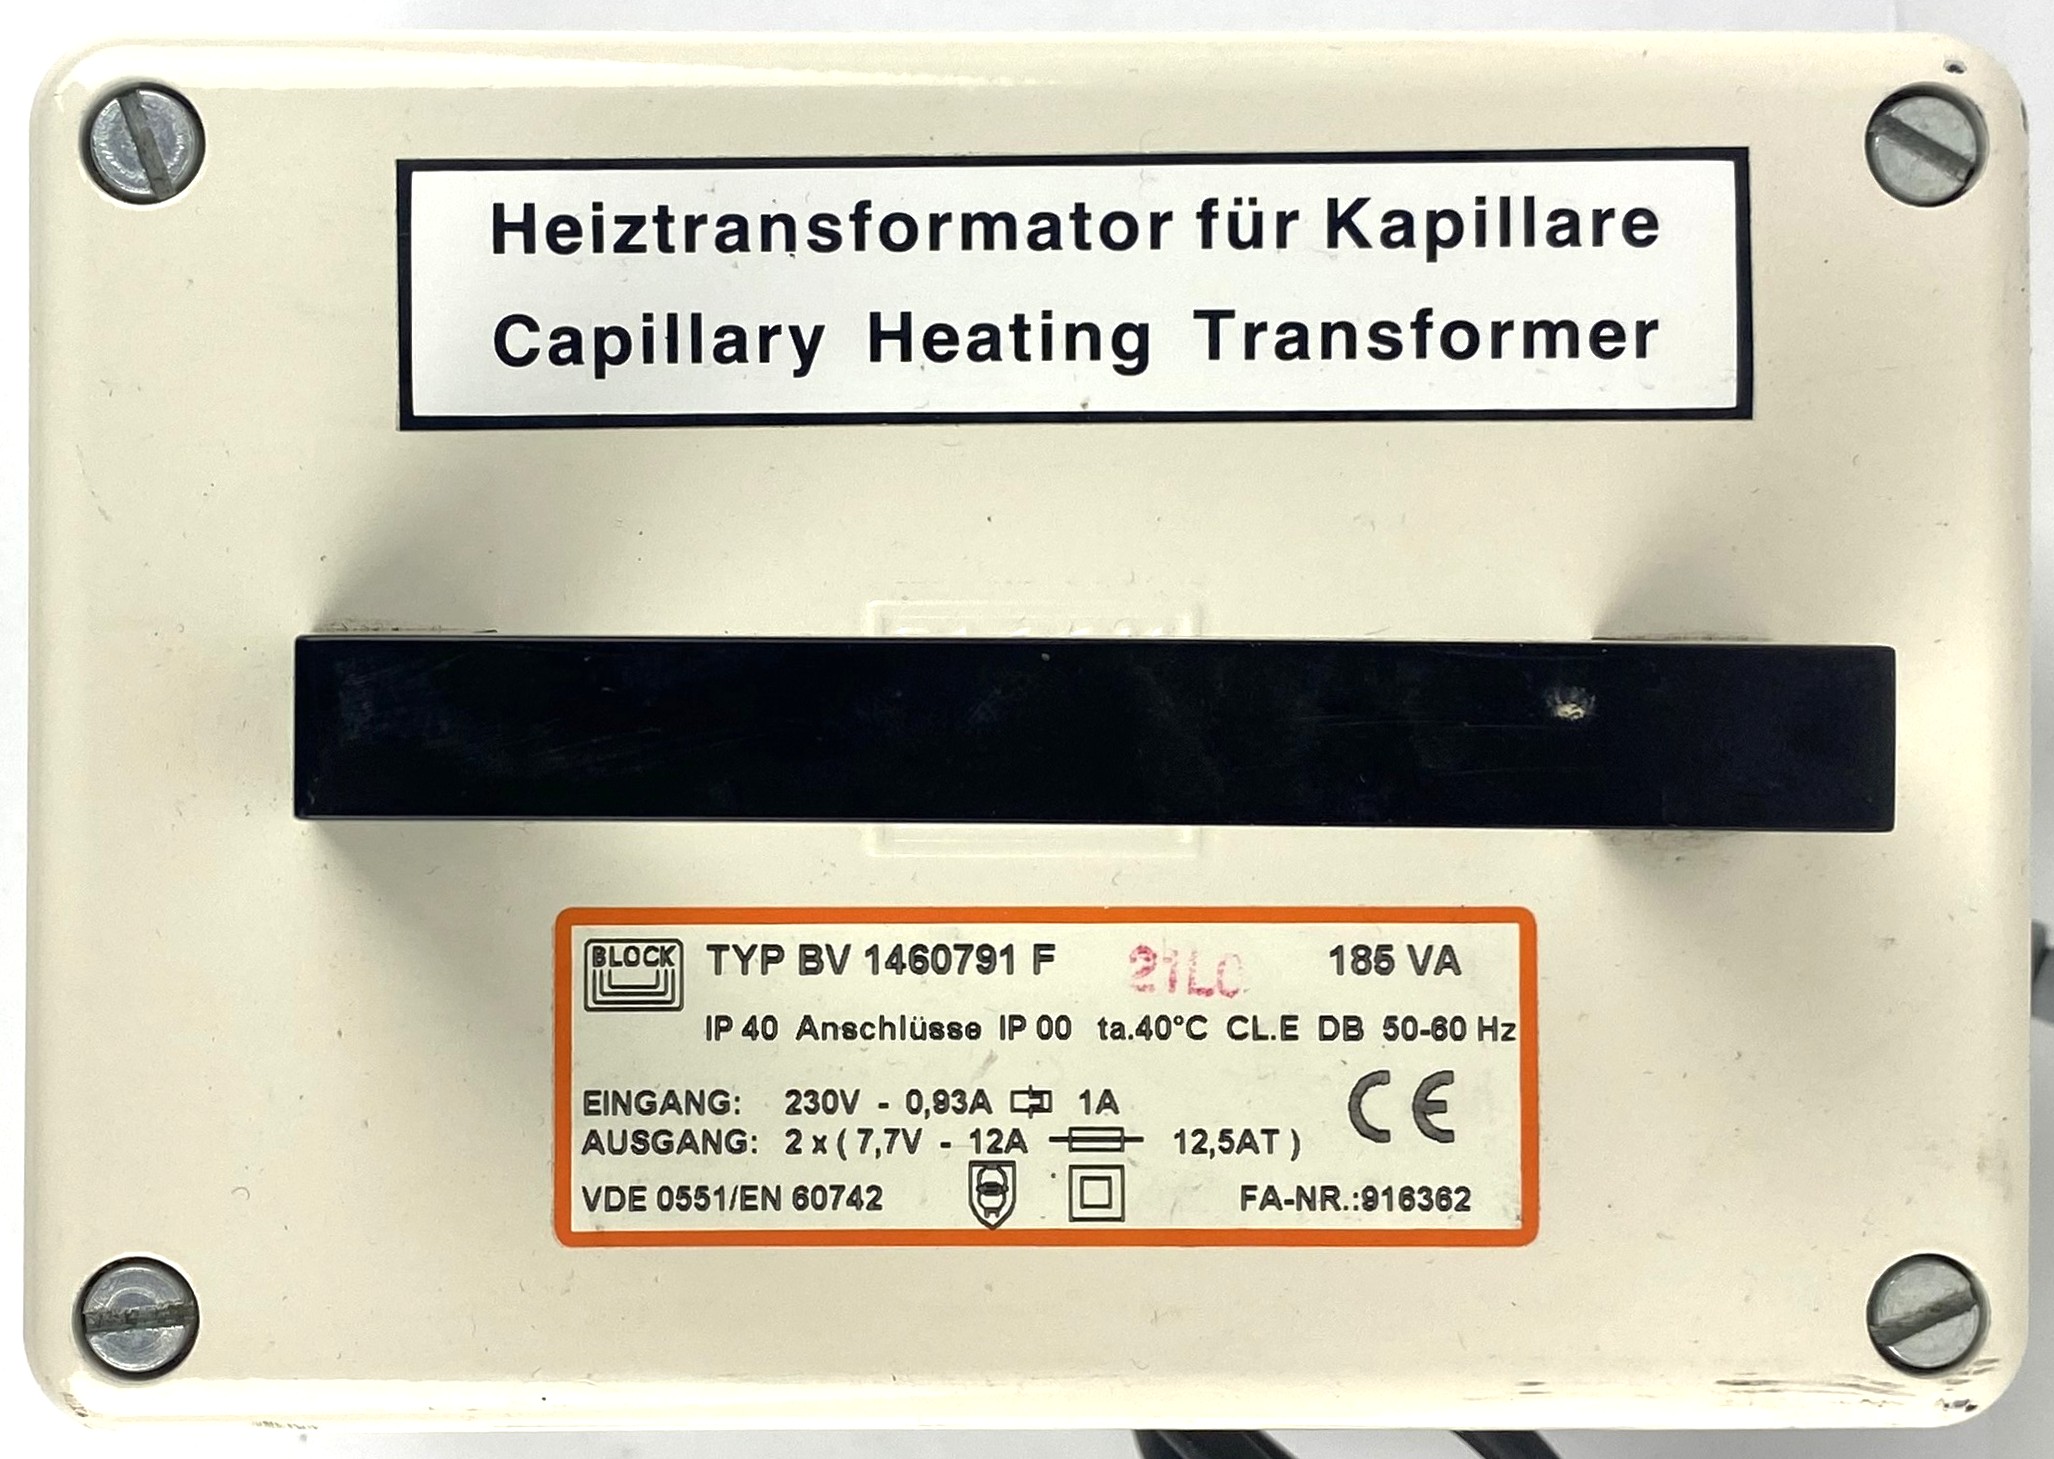 Heiztransformator für Kapillare
Capillary Heating Transformer
BLOCK TYP BV 1460791 F 21LC 185 VA
IP 40 Anschlüsse IP 00 ta.40°C CL.E DB 50-60 Hz
EINGANG: 230V - 0,93A 1A
AUSGANG: 2 x ( 7,7V - 12A 12,5AT )
CE
VDE 0551/EN 60742 FA-NR.:916362